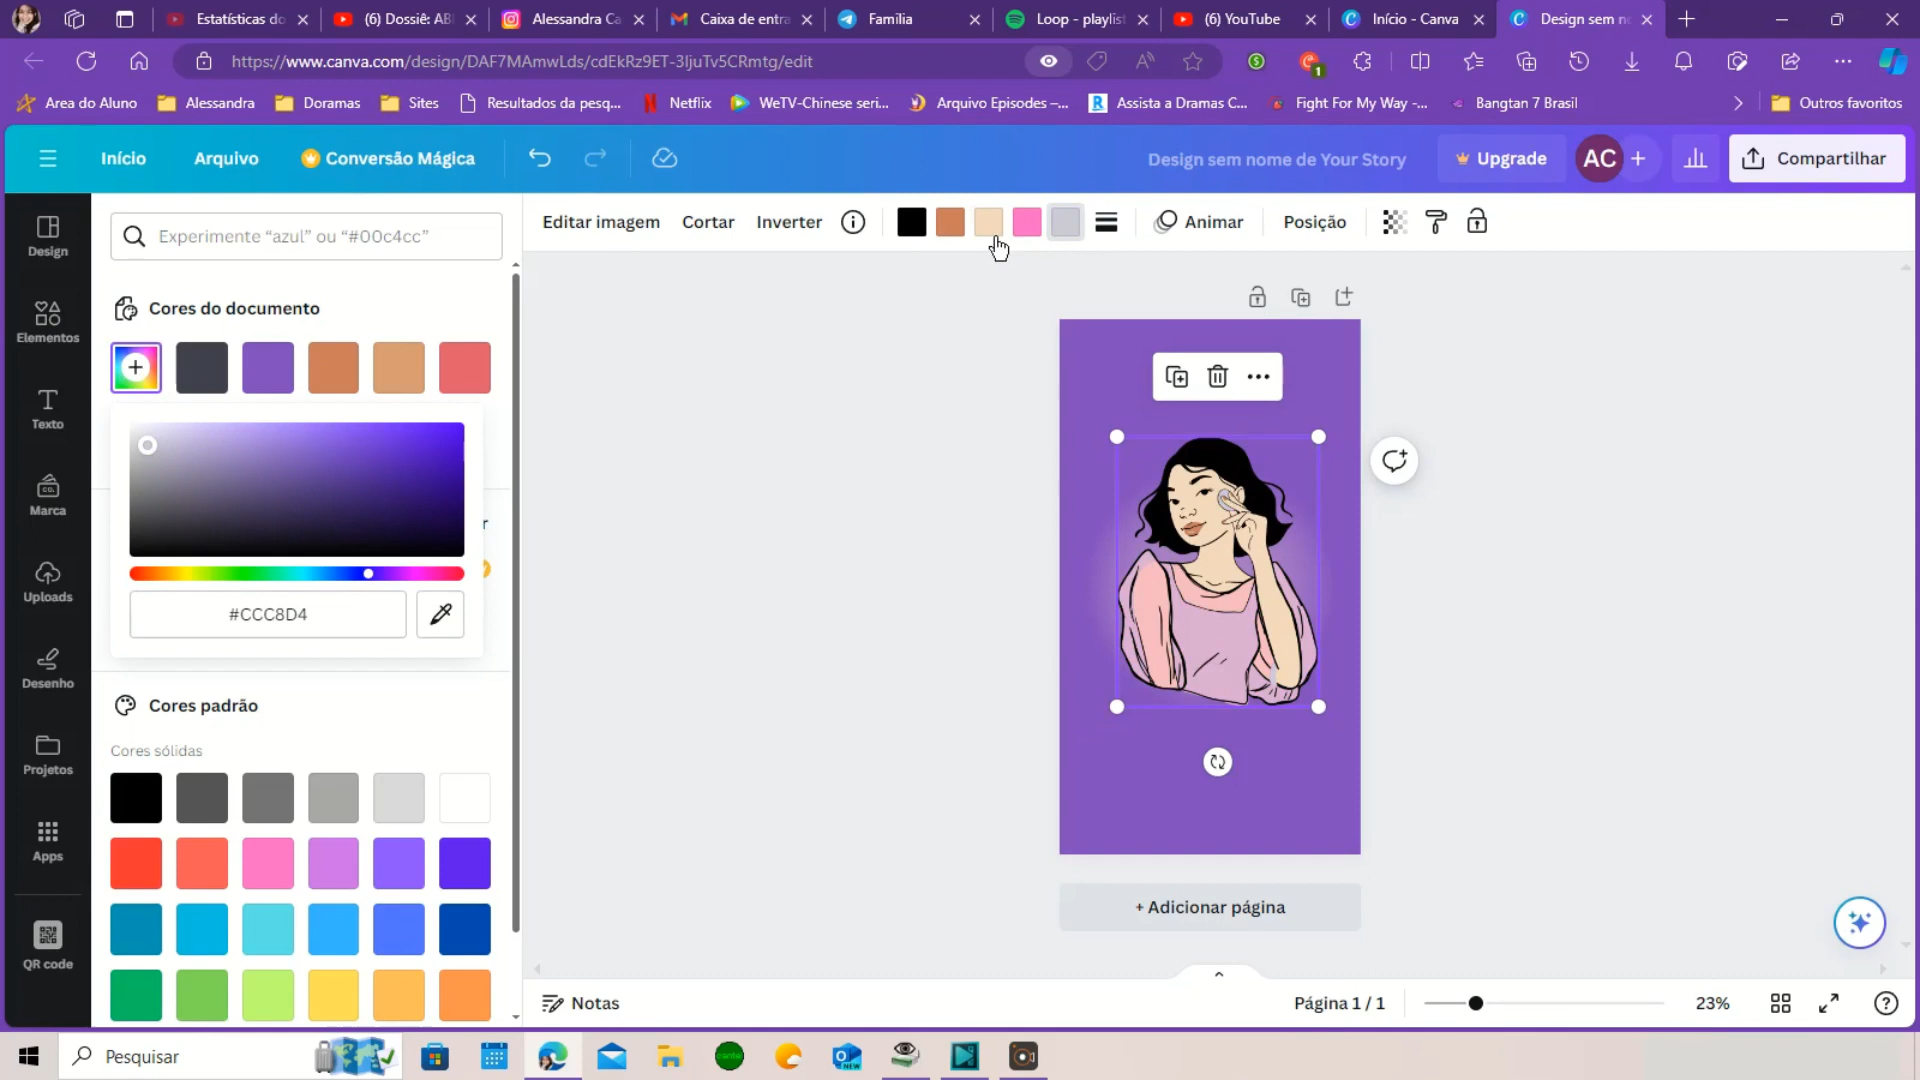 Estatísticas do
(6) Dossiê: AB
Alessandra Ca
Caixa de entra
Familia
Loop - playlist
(6) YouTube
Início - Canva
Design sem n
https://www.canva.com/design/DAF7MAmwLds/cdEkRz9ET-3IjuTv5CRmtg/edit
1
Area do Aluno
Alessandra
Doramas
Sites
Resultados da pesq...
Netflix
WeTV-Chinese seri...
Arquivo Episodes –...
Assista a Dramas C...
Fight For My Way -...
Bangtan 7 Brasil
Outros favoritos
Início
Arquivo
Conversão Mágica
Design sem nome de Your Story
Upgrade
AC
Compartilhar
Design
Elementos
Texto
Marca
Uploads
Desenho
Projetos
Apps
QR code
Experimente “azul” ou “#00c4cc”
Editar imagem
Cortar
Inverter
Animar
Posição
Cores do documento
r
#CCC8D4
Cores padrão
Cores sólidas
+ Adicionar página
Notas
Página 1 / 1
23%
Pesquisar
NEW